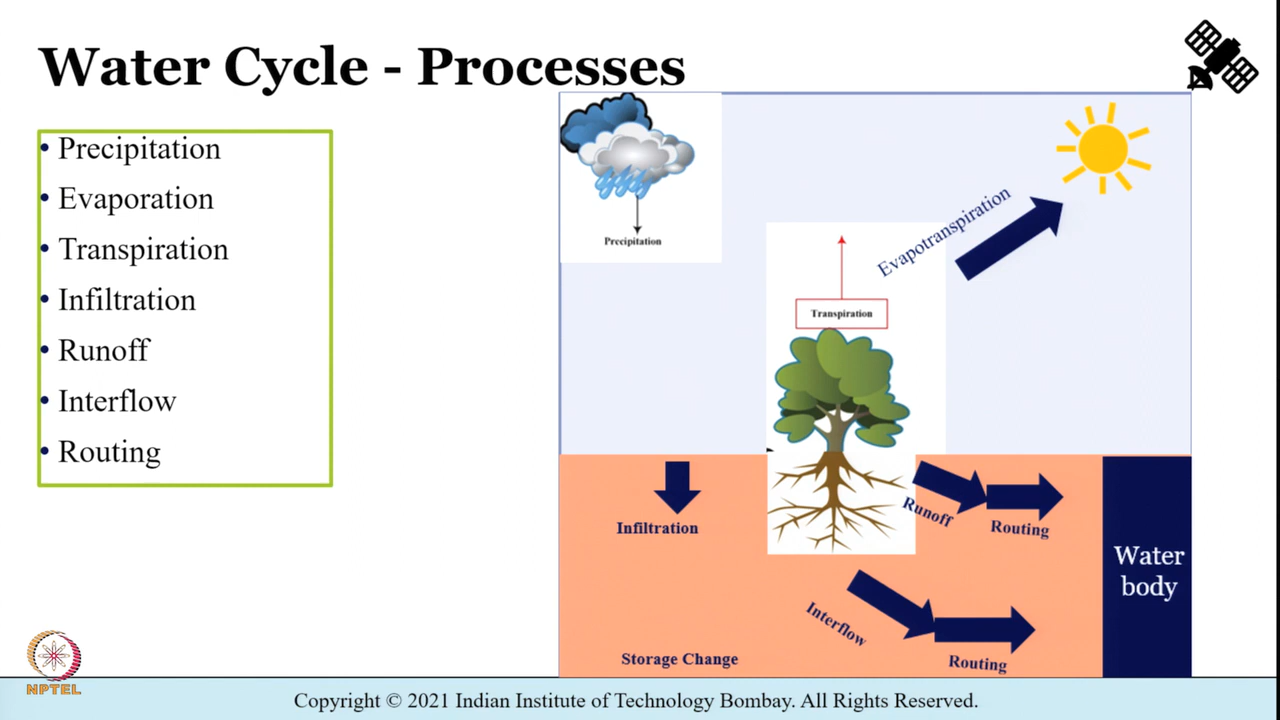 Water Cycle - Processes
• Precipitation
• Evaporation
• Transpiration
• Infiltration
• Runoff
• Interflow
• Routing
Precipitation
Evapotranspiration
Transpiration
Infiltration
Runoff
Routing
Interflow
Routing
Storage Change
Water
body
NPTEL
Copyright © 2021 Indian Institute of Technology Bombay. All Rights Reserved.